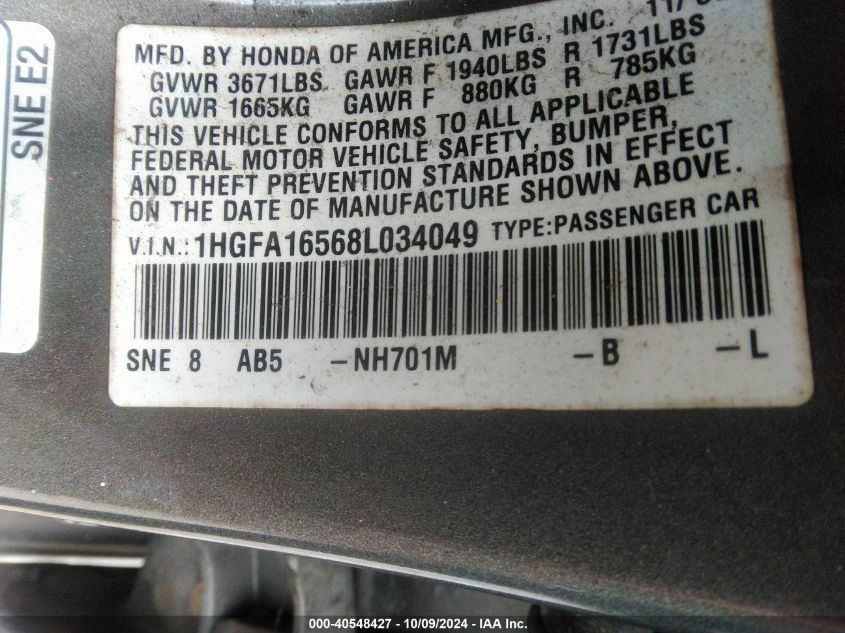 SNE E2
MFD. BY HONDA OF AMERICA MFG., INC. 11/
GVWR 3671LBS GAWR F 1940LBS R 1731LBS
GVWR 1665KG GAWR F 880KG R 785KG
THIS VEHICLE CONFORMS TO ALL APPLICABLE
FEDERAL MOTOR VEHICLE SAFETY, BUMPER,
AND THEFT PREVENTION STANDARDS IN EFFECT
ON THE DATE OF MANUFACTURE SHOWN ABOVE.
V.I.N.: 1HGFA16568L034049 TYPE:PASSENGER CAR
SNE 8 AB5 -NH701M -B -L
000-40548427 - 10/09/2024 - IAA Inc.